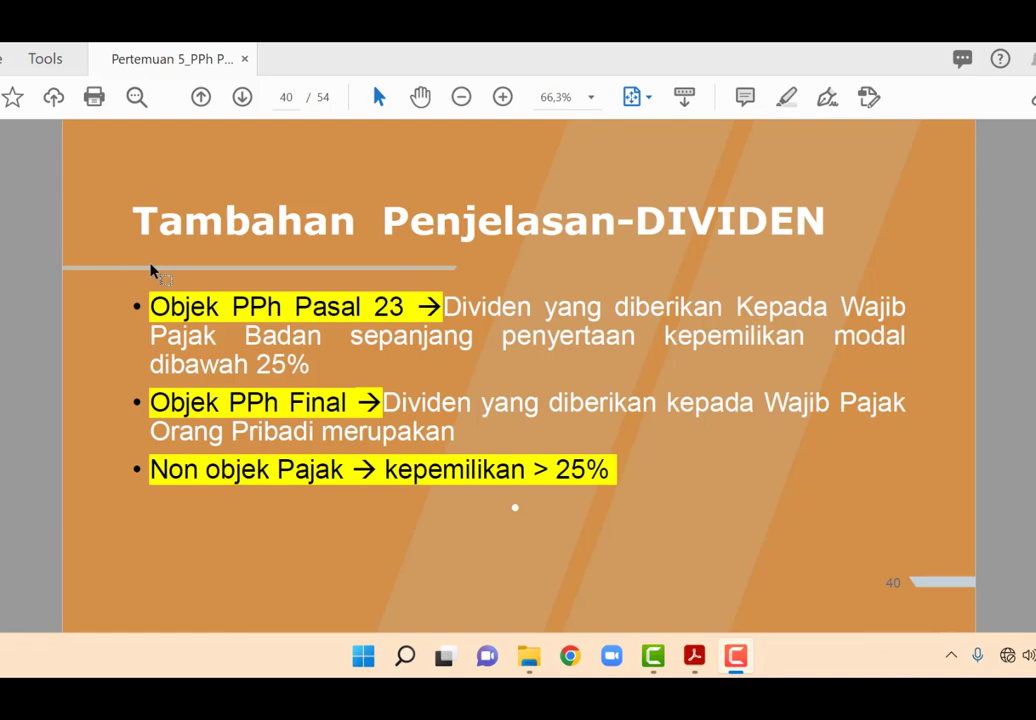 Tools
Pertemuan 5_PPh P... ×
40 / 54
66,3%
Tambahan Penjelasan-DIVIDEN
• Objek PPh Pasal 23 →Dividen yang diberikan Kepada Wajib
Pajak Badan sepanjang penyertaan kepemilikan modal
dibawah 25%
• Objek PPh Final →Dividen yang diberikan kepada Wajib Pajak
Orang Pribadi merupakan
• Non objek Pajak → kepemilikan > 25%
40